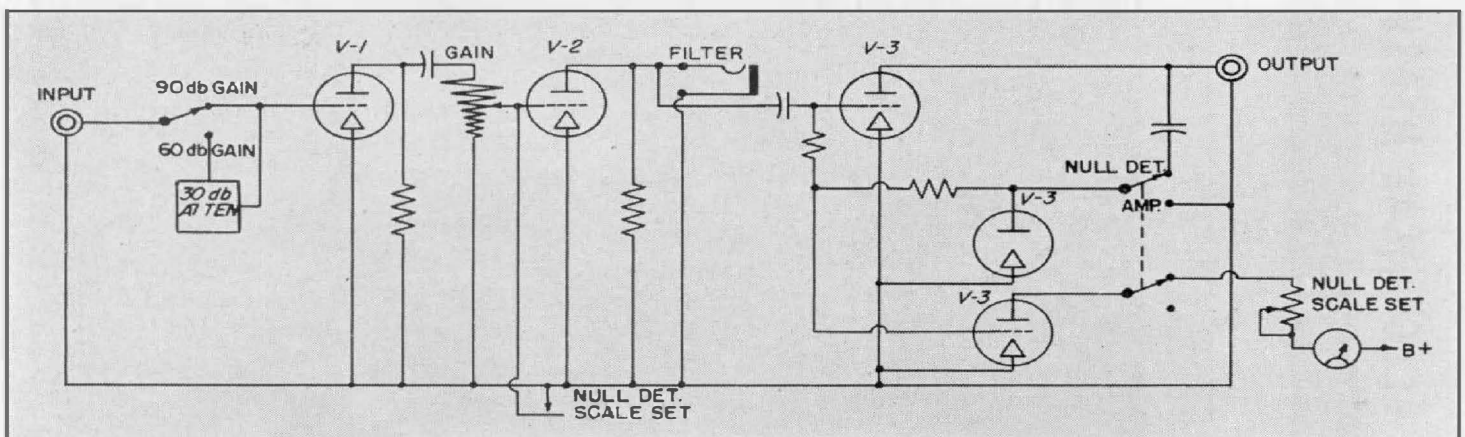 INPUT
90 db GAIN
60 db GAIN
30 db
ATTEN
V-1
GAIN
V-2
FILTER
V-3
OUTPUT
NULL DET.
AMP.
V-3
V-3
NULL DET.
SCALE SET
B+
NULL DET.
SCALE SET